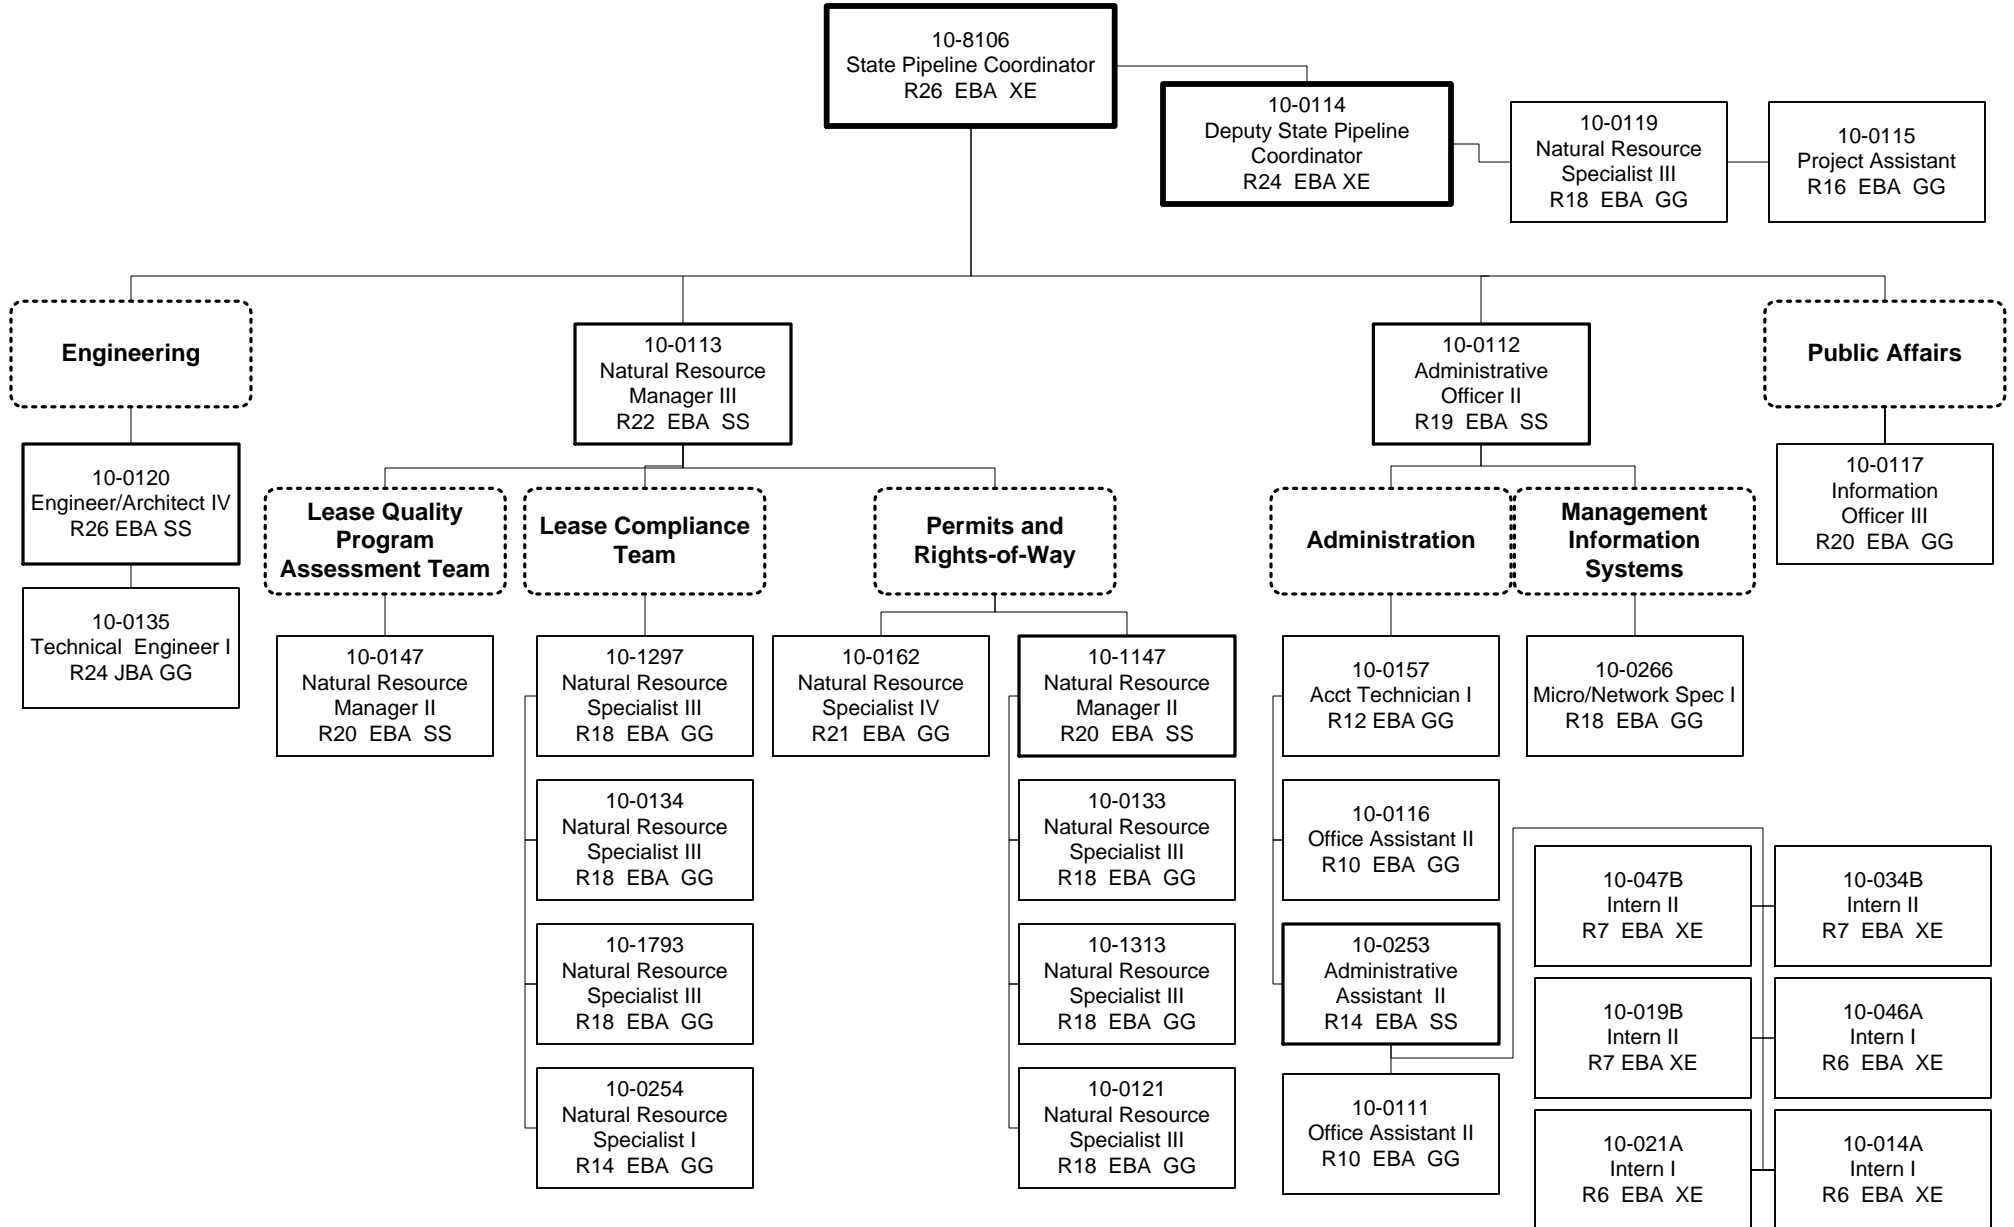 10-8106
State Pipeline Coordinator
R26 EBA XE
10-0114
Deputy State Pipeline
Coordinator
R24 EBA XE
10-0119
Natural Resource
Specialist III
R18 EBA GG
10-0115
Project Assistant
R16 EBA GG
Engineering
10-0113
Natural Resource
Manager III
R22 EBA SS
10-0112
Administrative
Officer II
R19 EBA SS
Public Affairs
10-0120
Engineer/Architect IV
R26 EBA SS
10-0135
Technical Engineer I
R24 JBA GG
Lease Quality
Program
Assessment Team
10-0147
Natural Resource
Manager II
R20 EBA SS
Lease Compliance
Team
10-1297
Natural Resource
Specialist III
R18 EBA GG
10-0134
Natural Resource
Specialist III
R18 EBA GG
10-1793
Natural Resource
Specialist III
R18 EBA GG
10-0254
Natural Resource
Specialist I
R14 EBA GG
Permits and
Rights-of-Way
10-0162
Natural Resource
Specialist IV
R21 EBA GG
10-1147
Natural Resource
Manager II
R20 EBA SS
10-0133
Natural Resource
Specialist III
R18 EBA GG
10-1313
Natural Resource
Specialist III
R18 EBA GG
10-0121
Natural Resource
Specialist III
R18 EBA GG
Administration
10-0157
Acct Technician I
R12 EBA GG
10-0116
Office Assistant II
R10 EBA GG
10-0253
Administrative
Assistant II
R14 EBA SS
10-0111
Office Assistant II
R10 EBA GG
Management
Information
Systems
10-0266
Micro/Network Spec I
R18 EBA GG
10-0117
Information
Officer III
R20 EBA GG
10-047B
Intern II
R7 EBA XE
10-034B
Intern II
R7 EBA XE
10-019B
Intern II
R7 EBA XE
10-046A
Intern I
R6 EBA XE
10-021A
Intern I
R6 EBA XE
10-014A
Intern I
R6 EBA XE